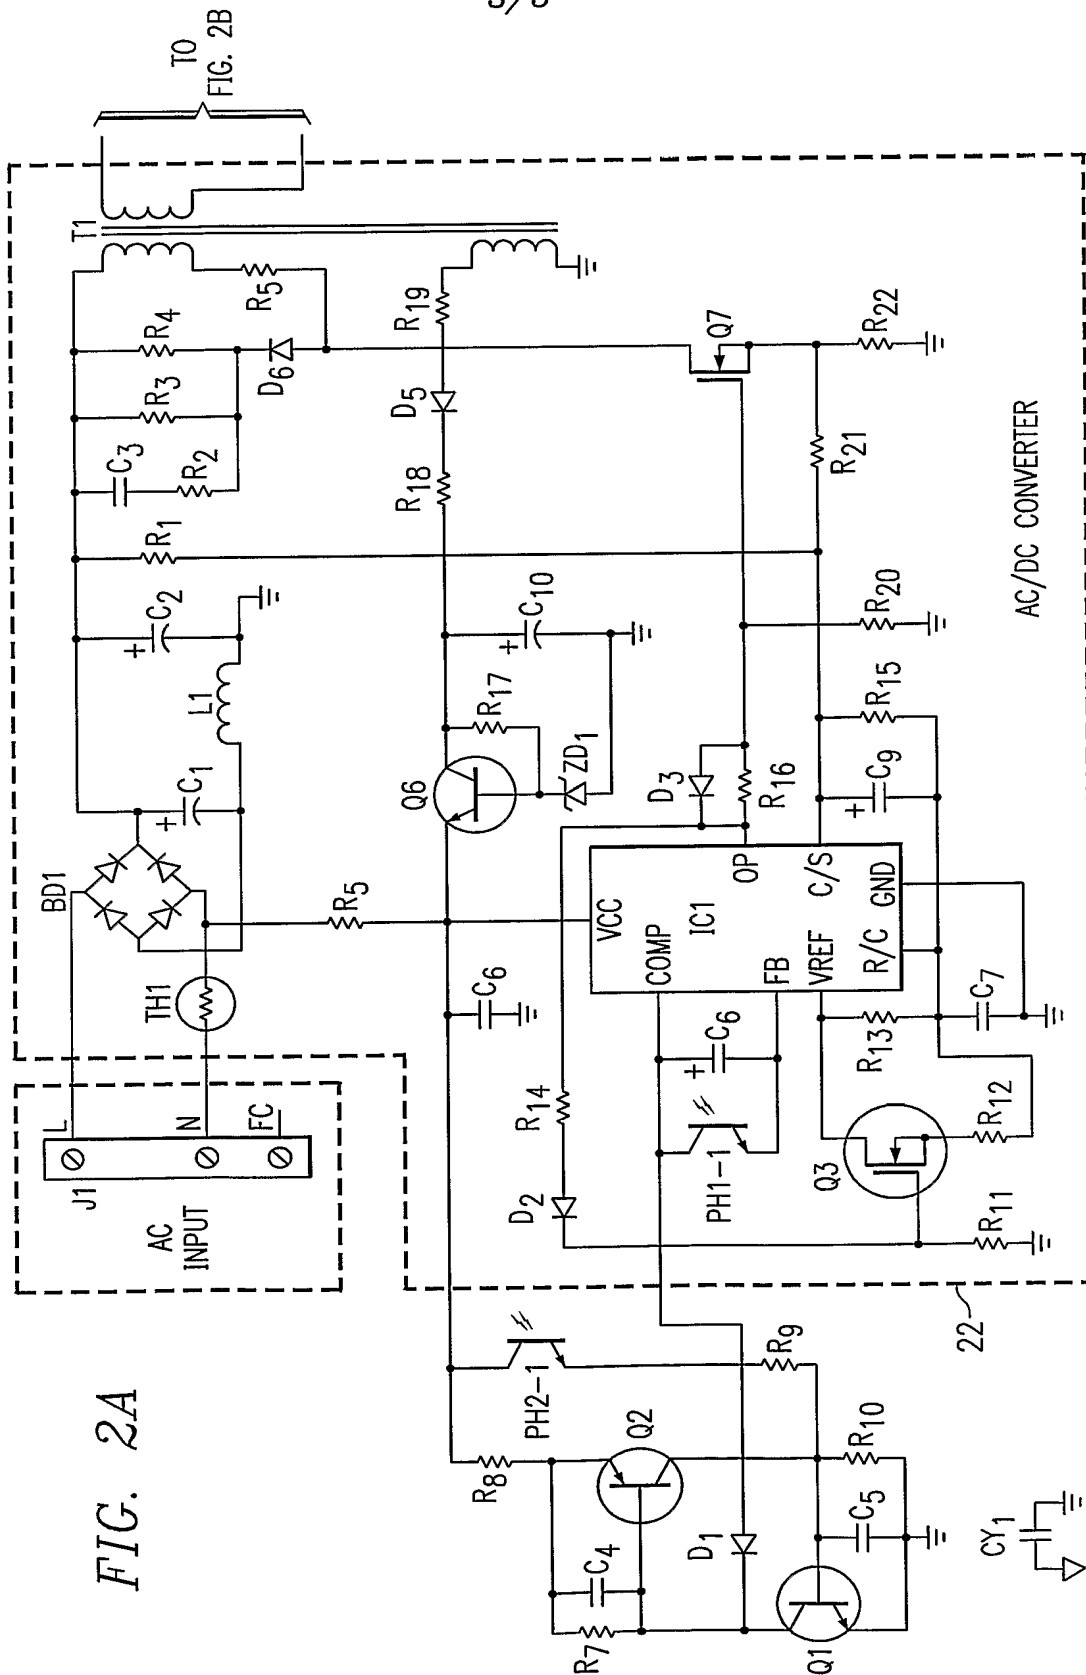 FIG. 2A
AC
INPUT
J1
L
N
FC
TH1
BD1
C1
+
L1
C2
+
R1
C3
R2
R3
R4
D6
R5
T1
TO
FIG. 2B
R5
C6
Q6
R17
ZD1
C10
+
R18
D5
R19
VCC
COMP
IC1
OP
FB
C/S
VREF
R/C
GND
D3
R16
R14
D2
C6
+
PH1-1
Q7
R22
R21
R20
R15
C9
+
C7
R13
Q3
R12
R11
AC/DC CONVERTER
22
PH2-1
R9
R8
Q2
C4
R7
D1
R10
C5
Q1
CY1